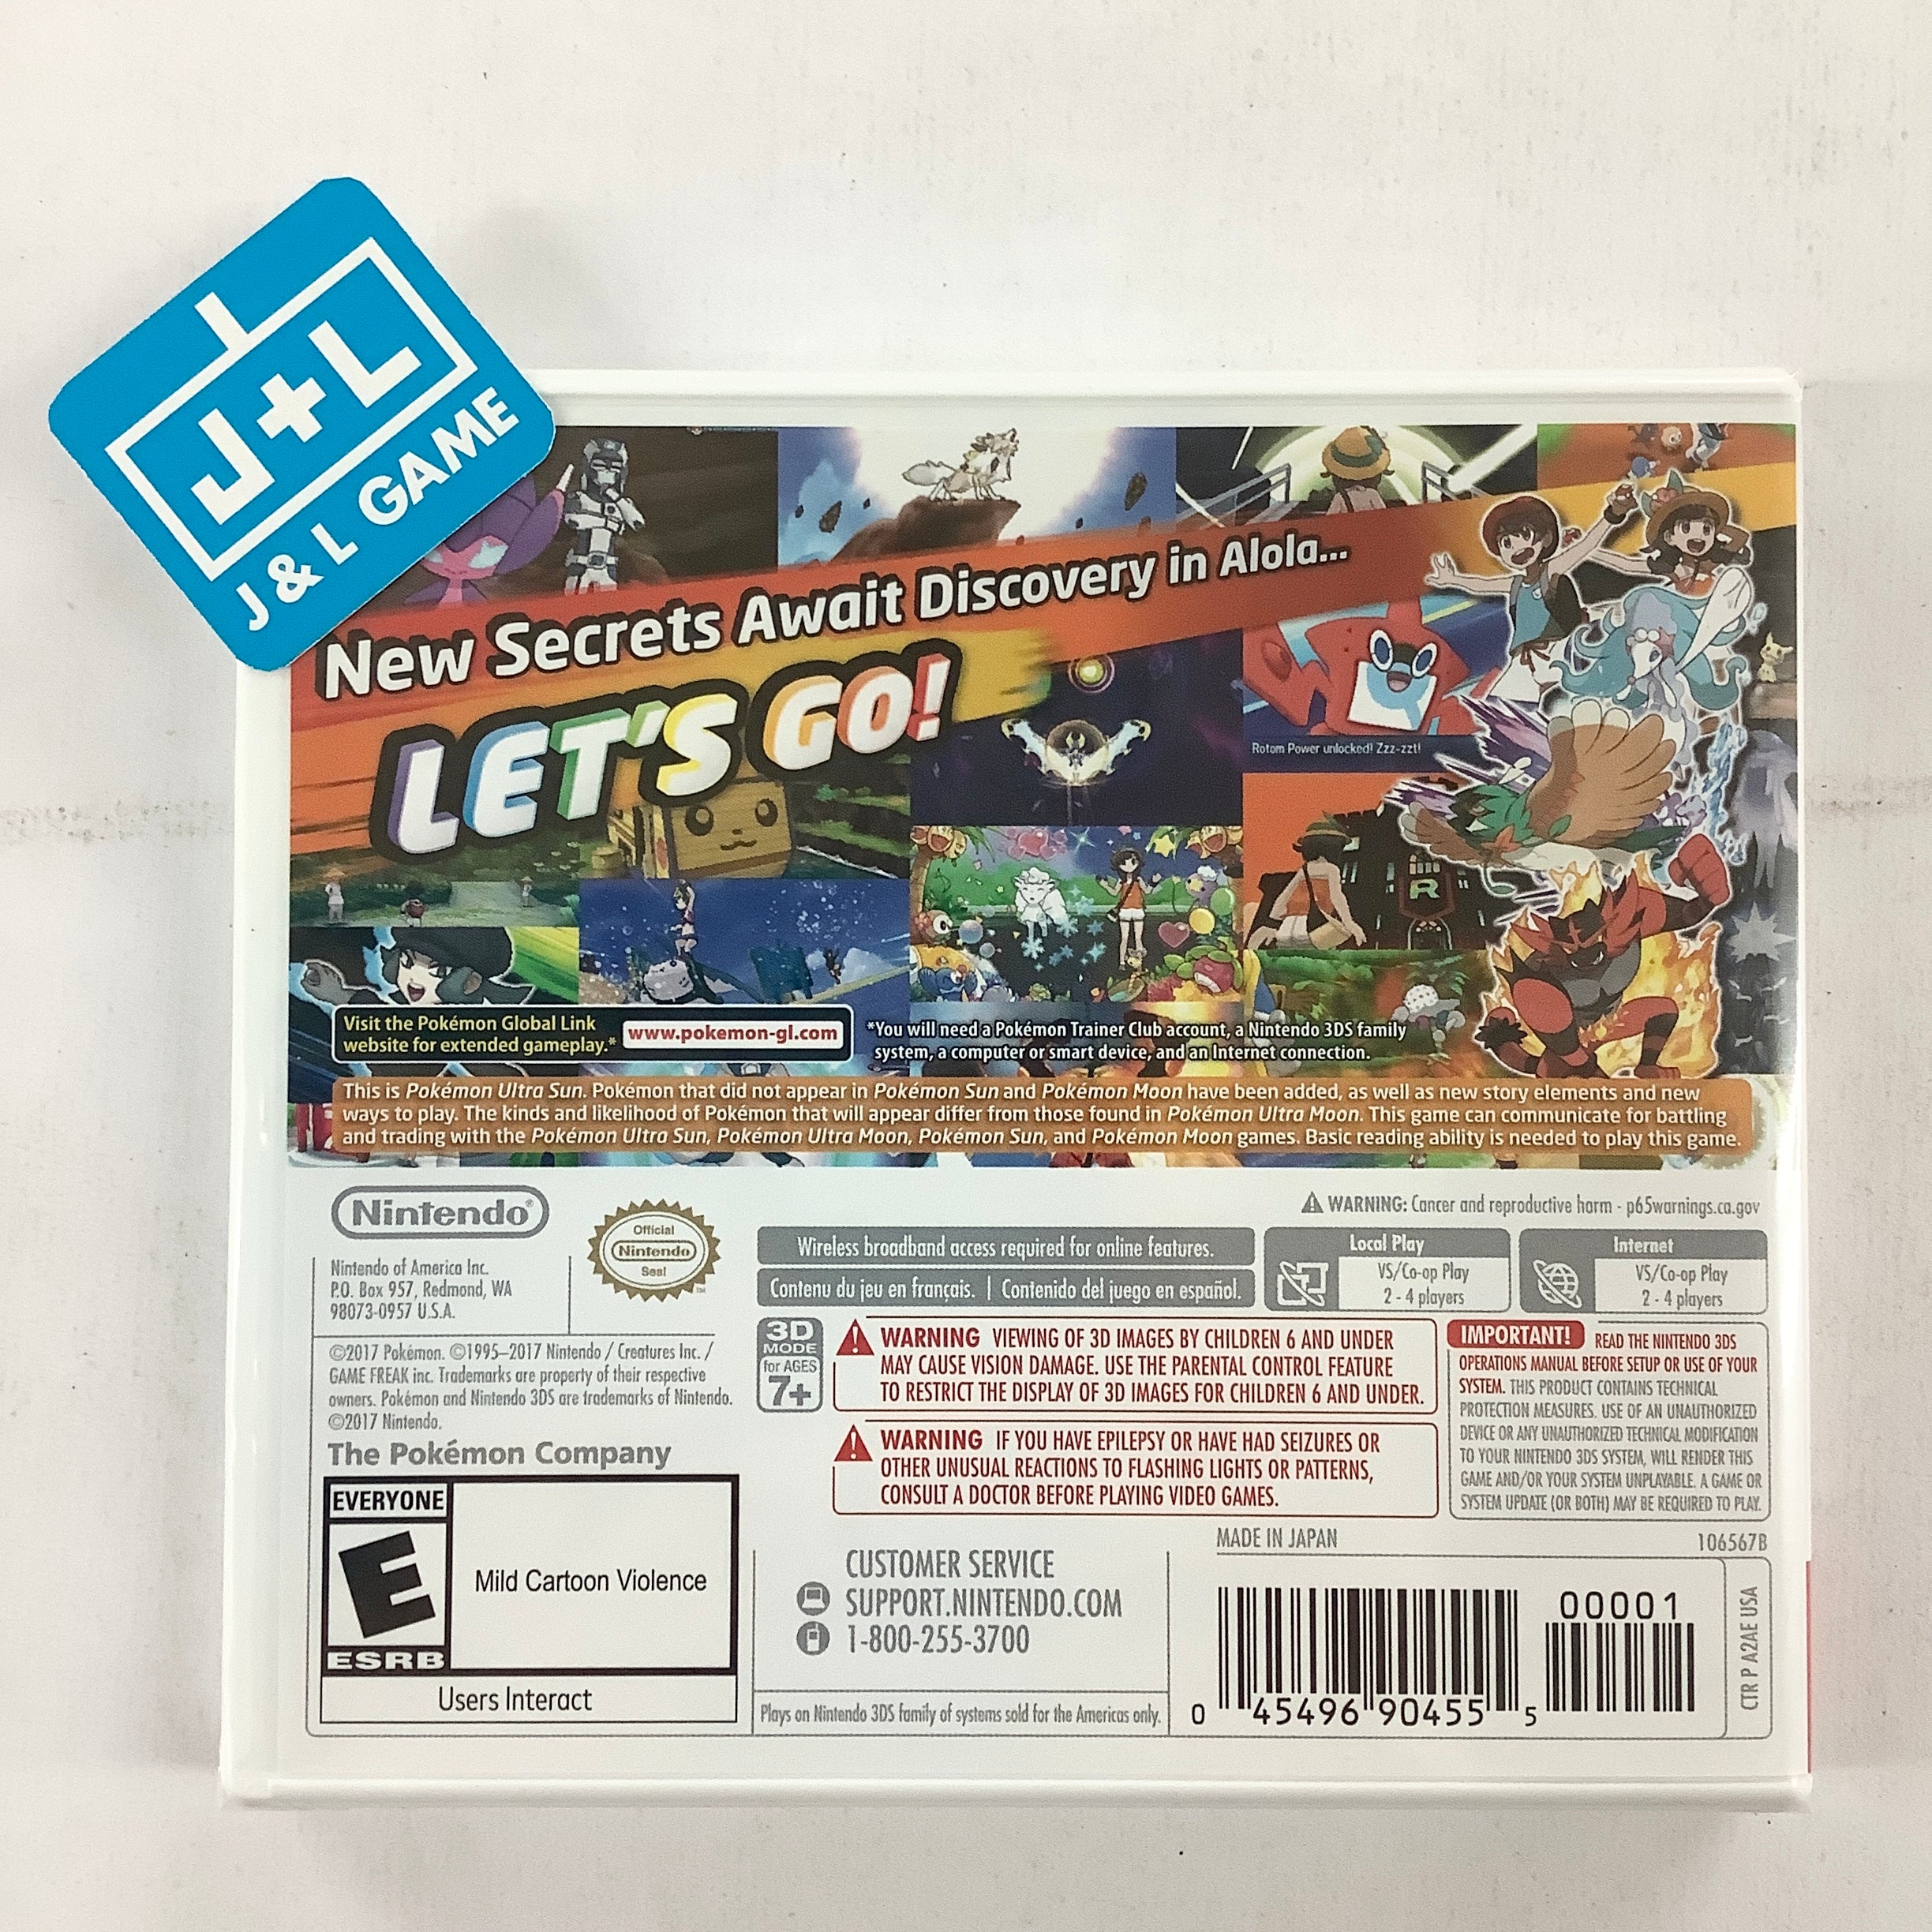 J+L
J & L GAME
New Secrets Await Discovery in Alola...
LET'S GO!
Rotom Power unlocked! Zzz-zzt!
R
Visit the Pokémon Global Link
website for extended gameplay.*
www.pokemon-gl.com
*You will need a Pokémon Trainer Club account, a Nintendo 3DS family
system, a computer or smart device, and an Internet connection.
This is Pokémon Ultra Sun. Pokémon that did not appear in Pokémon Sun and Pokémon Moon have been added, as well as new story elements and new
ways to play. The kinds and likelihood of Pokémon that will appear differ from those found in Pokémon Ultra Moon. This game can communicate for battling
and trading with the Pokémon Ultra Sun, Pokémon Ultra Moon, Pokémon Sun, and Pokémon Moon games. Basic reading ability is needed to play this game.
Nintendo®
Nintendo of America Inc.
P.O. Box 957, Redmond, WA
98073-0957 U.S.A.
Official
Nintendo
Seal
TM
WARNING: Cancer and reproductive harm - p65warnings.ca.gov
Wireless broadband access required for online features.
Contenu du jeu en français. | Contenido del juego en español.
Local Play
VS/Co-op Play
2 - 4 players
Internet
VS/Co-op Play
2 - 4 players
©2017 Pokémon. ©1995–2017 Nintendo / Creatures Inc. /
GAME FREAK inc. Trademarks are property of their respective
owners. Pokémon and Nintendo 3DS are trademarks of Nintendo.
©2017 Nintendo.
The Pokémon Company
3D
MODE
for AGES
7+
WARNING VIEWING OF 3D IMAGES BY CHILDREN 6 AND UNDER
MAY CAUSE VISION DAMAGE. USE THE PARENTAL CONTROL FEATURE
TO RESTRICT THE DISPLAY OF 3D IMAGES FOR CHILDREN 6 AND UNDER.
WARNING IF YOU HAVE EPILEPSY OR HAVE HAD SEIZURES OR
OTHER UNUSUAL REACTIONS TO FLASHING LIGHTS OR PATTERNS,
CONSULT A DOCTOR BEFORE PLAYING VIDEO GAMES.
IMPORTANT! READ THE NINTENDO 3DS
OPERATIONS MANUAL BEFORE SETUP OR USE OF YOUR
SYSTEM. THIS PRODUCT CONTAINS TECHNICAL
PROTECTION MEASURES. USE OF AN UNAUTHORIZED
DEVICE OR ANY UNAUTHORIZED TECHNICAL MODIFICATION
TO YOUR NINTENDO 3DS SYSTEM, WILL RENDER THIS
GAME AND/OR YOUR SYSTEM UNPLAYABLE. A GAME OR
SYSTEM UPDATE (OR BOTH) MAY BE REQUIRED TO PLAY.
EVERYONE
E
ESRB
Mild Cartoon Violence
Users Interact
CUSTOMER SERVICE
SUPPORT.NINTENDO.COM
1-800-255-3700
Plays on Nintendo 3DS family of systems sold for the Americas only.
MADE IN JAPAN
106567B
00001
0 45496 90455 5
CTR P A2AE USA